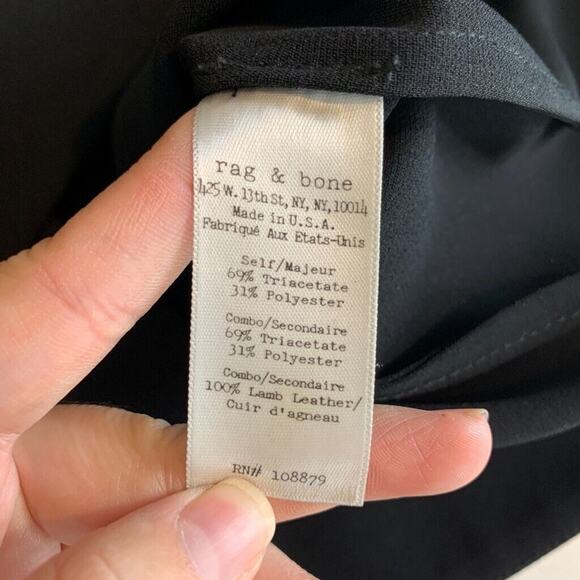 rag & bone
425 W. 13th St, NY, NY, 10014
Made in U.S.A.
Fabriqué Aux Etats-Unis
Self/Majeur
69% Triacetate
31% Polyester
Combo/Secondaire
69% Triacetate
31% Polyester
Combo/Secondaire
100% Lamb Leather/
Cuir d'agneau
RN# 108879